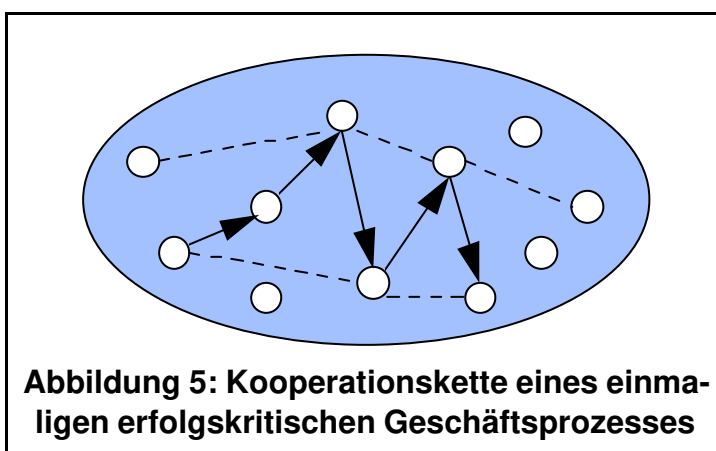 Abbildung 5: Kooperationskette eines einma-
ligen erfolgskritischen Geschäftsprozesses